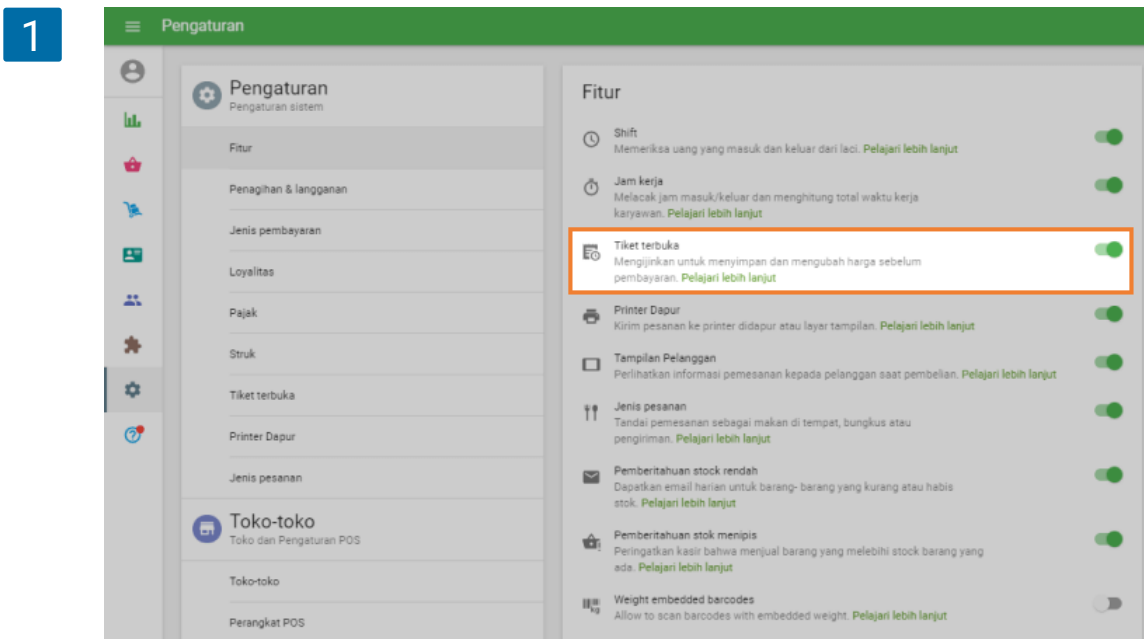 1
Pengaturan
Pengaturan
Pengaturan sistem
Fitur
Penagihan & langganan
Jenis pembayaran
Loyalitas
Pajak
Struk
Tiket terbuka
Printer Dapur
Jenis pesanan
Toko-toko
Toko dan Pengaturan POS
Toko-toko
Perangkat POS
Fitur
Shift
Memeriksa uang yang masuk dan keluar dari laci. Pelajari lebih lanjut
Jam kerja
Melacak jam masuk/keluar dan menghitung total waktu kerja
karyawan. Pelajari lebih lanjut
Tiket terbuka
Mengijinkan untuk menyimpan dan mengubah harga sebelum
pembayaran. Pelajari lebih lanjut
Printer Dapur
Kirim pesanan ke printer didapur atau layar tampilan. Pelajari lebih lanjut
Tampilan Pelanggan
Perlihatkan informasi pemesanan kepada pelanggan saat pembelian. Pelajari lebih lanjut
Jenis pesanan
Tandai pemesanan sebagai makan di tempat, bungkus atau
pengiriman. Pelajari lebih lanjut
Pemberitahuan stock rendah
Dapatkan email harian untuk barang- barang yang kurang atau habis
stok. Pelajari lebih lanjut
Pemberitahuan stok menipis
Peringatkan kasir bahwa menjual barang yang melebihi stock barang yang
ada. Pelajari lebih lanjut
Weight embedded barcodes
Allow to scan barcodes with embedded weight. Pelajari lebih lanjut